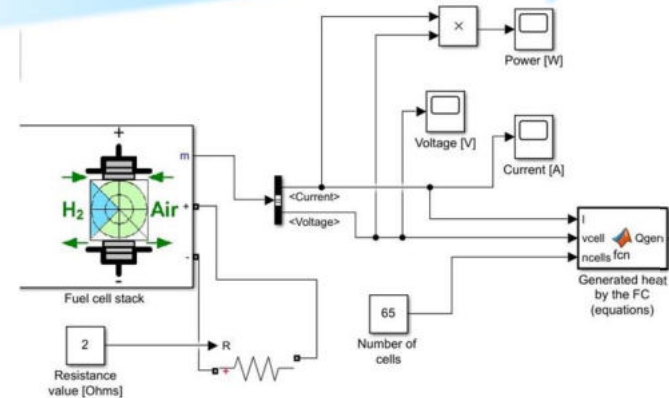 ×
Power [W]
Voltage [V]
Current [A]
+
m
H₂ Air
+
-
-
Fuel cell stack
<Current>
<Voltage>
I
vcell Qgen
ncells fcn
Generated heat
by the FC
(equations)
65
Number of
cells
2
R
+
Resistance
value [Ohms]